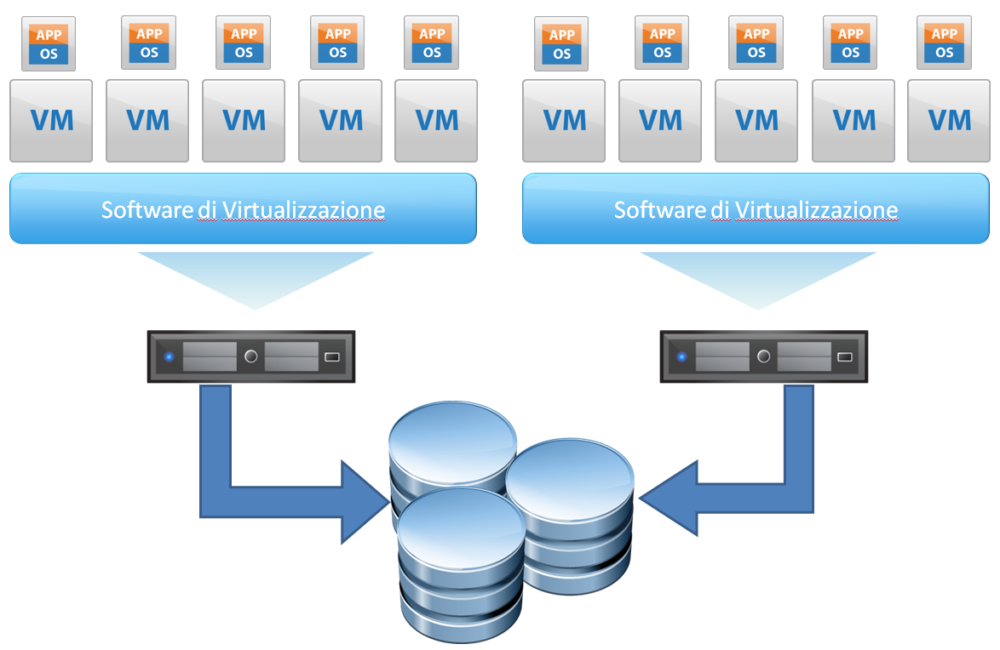 APP APP APP APP APP APP APP APP APP APP
OS OS OS OS OS OS OS OS OS OS
VM VM VM VM VM VM VM VM VM VM
Software di Virtualizzazione Software di Virtualizzazione